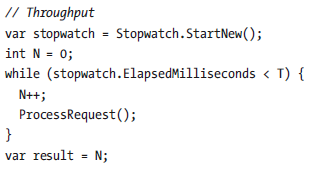 // Throughput
var stopwatch = Stopwatch.StartNew();
int N = 0;
while (stopwatch.ElapsedMilliseconds < T) {
  N++;
  ProcessRequest();
}
var result = N;